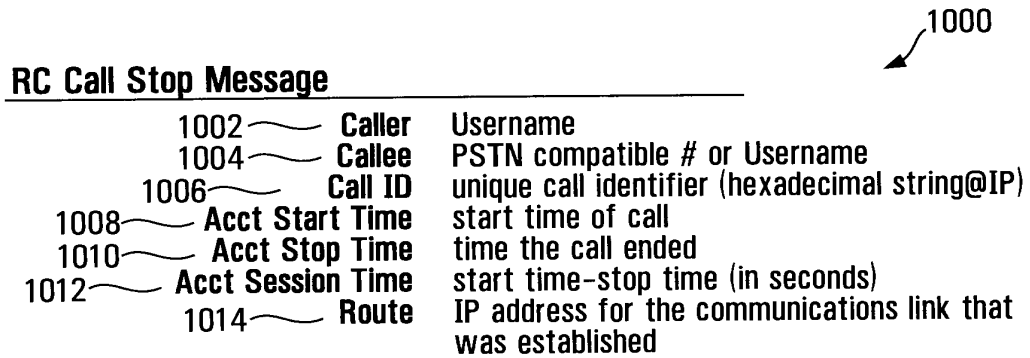 1000
RC Call Stop Message
1002 Caller Username
1004 Callee PSTN compatible # or Username
1006 Call ID unique call identifier (hexadecimal string@IP)
1008 Acct Start Time start time of call
1010 Acct Stop Time time the call ended
1012 Acct Session Time start time-stop time (in seconds)
1014 Route IP address for the communications link that
was established